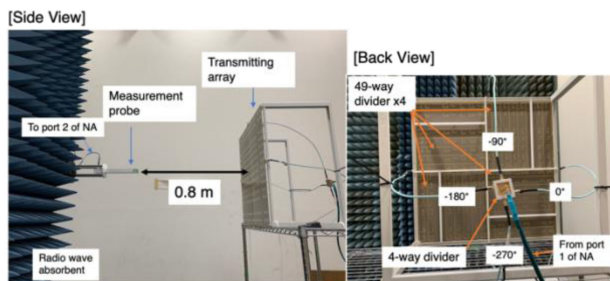 [Side View]
Transmitting
array
Measurement
probe
To port 2 of NA
0.8 m
Radio wave
absorbent
[Back View]
49-way
divider x4
-90°
-180°
0°
4-way divider
-270°
From port
1 of NA